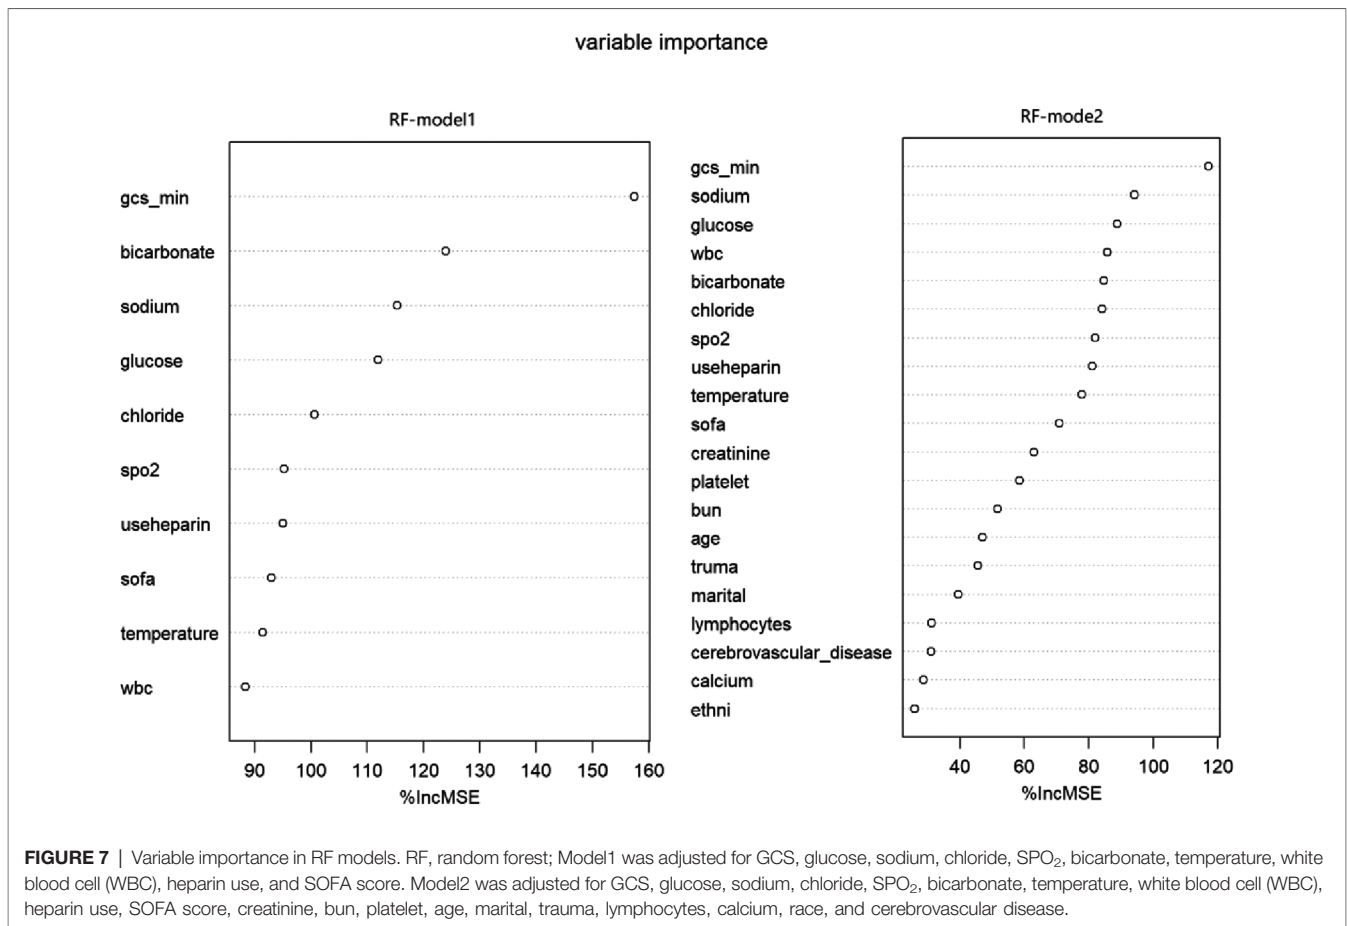 variable importance
RF-model1
gcs_min
bicarbonate
sodium
glucose
chloride
spo2
useheparin
sofa
temperature
wbc
90 100 110 120 130 140 150 160
%IncMSE
RF-mode2
gcs_min
sodium
glucose
wbc
bicarbonate
chloride
spo2
useheparin
temperature
sofa
creatinine
platelet
bun
age
truma
marital
lymphocytes
cerebrovascular_disease
calcium
ethni
40 60 80 100 120
%IncMSE
FIGURE 7 | Variable importance in RF models. RF, random forest; Model1 was adjusted for GCS, glucose, sodium, chloride, SPO₂, bicarbonate, temperature, white
blood cell (WBC), heparin use, and SOFA score. Model2 was adjusted for GCS, glucose, sodium, chloride, SPO₂, bicarbonate, temperature, white blood cell (WBC),
heparin use, SOFA score, creatinine, bun, platelet, age, marital, trauma, lymphocytes, calcium, race, and cerebrovascular disease.